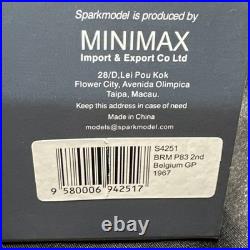 Sparkmodel is produced by
MINIMAX
Import & Export Co Ltd
28/D,Lei Pou Kok
Flower City, Avenida Olimpica
Taipa, Macau.
Keep this address in case of need
Made in China
models@sparkmodel.com
S4251
BRM P83 2nd
Belgium GP
1967
9 580006 942517